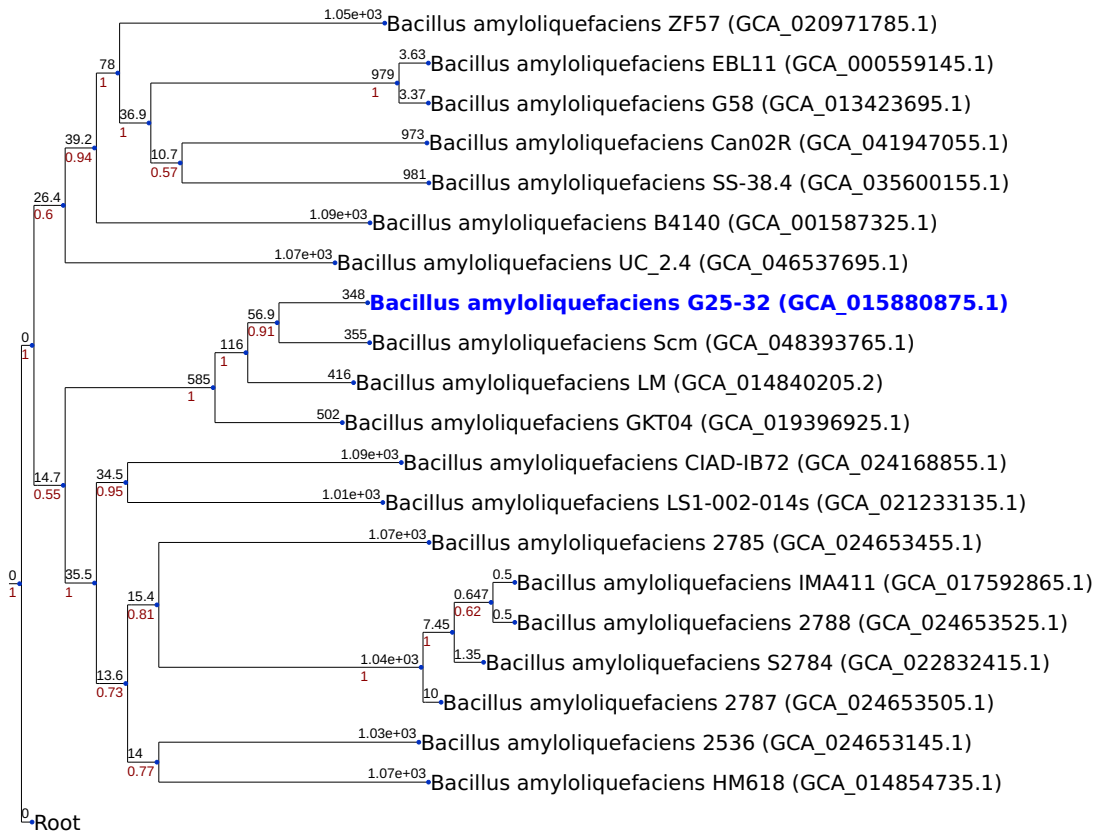 1.05e+03 Bacillus amyloliquefaciens ZF57 (GCA_020971785.1)
3.63 Bacillus amyloliquefaciens EBL11 (GCA_000559145.1)
78
979
1
1
3.37 Bacillus amyloliquefaciens G58 (GCA_013423695.1)
36.9
1
973 Bacillus amyloliquefaciens Can02R (GCA_041947055.1)
39.2
0.94
10.7
0.57
981 Bacillus amyloliquefaciens SS-38.4 (GCA_035600155.1)
26.4
0.6
1.09e+03 Bacillus amyloliquefaciens B4140 (GCA_001587325.1)
1.07e+03 Bacillus amyloliquefaciens UC_2.4 (GCA_046537695.1)
348 Bacillus amyloliquefaciens G25-32 (GCA_015880875.1)
56.9
0.91
0
1
355 Bacillus amyloliquefaciens Scm (GCA_048393765.1)
116
1
416 Bacillus amyloliquefaciens LM (GCA_014840205.2)
585
1
502 Bacillus amyloliquefaciens GKT04 (GCA_019396925.1)
1.09e+03 Bacillus amyloliquefaciens CIAD-IB72 (GCA_024168855.1)
14.7
0.55
34.5
0.95
1.01e+03 Bacillus amyloliquefaciens LS1-002-014s (GCA_021233135.1)
1.07e+03 Bacillus amyloliquefaciens 2785 (GCA_024653455.1)
0
1
35.5
1
0.5 Bacillus amyloliquefaciens IMA411 (GCA_017592865.1)
15.4
0.81
0.647
0.62
0.5 Bacillus amyloliquefaciens 2788 (GCA_024653525.1)
7.45
1
1.35 Bacillus amyloliquefaciens S2784 (GCA_022832415.1)
1.04e+03
1
13.6
0.73
10 Bacillus amyloliquefaciens 2787 (GCA_024653505.1)
1.03e+03 Bacillus amyloliquefaciens 2536 (GCA_024653145.1)
14
0.77
1.07e+03 Bacillus amyloliquefaciens HM618 (GCA_014854735.1)
0 Root